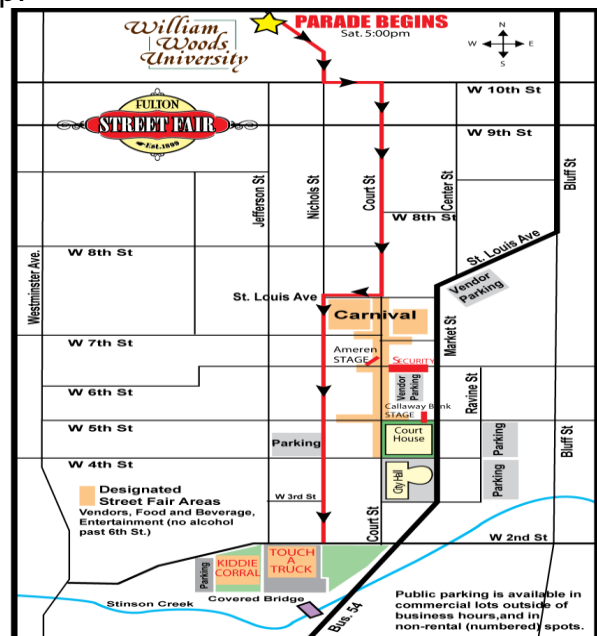 p.
William
Woods
University
PARADE BEGINS
Sat. 5:00pm
N
W
E
S
FULTON
STREET FAIR
Est.1899
W 10th St
W 9th St
Bluff St
Jefferson St
Nichols St
Court St
Center St
W 8th St
St. Louis Ave
W 8th St
Westminster Ave.
Vendor
Parking
St. Louis Ave
Carnival
Market St
W 7th St
Ameren
STAGE
SECURITY
Vendor
Parking
Ravine St
W 6th St
Callaway Bank
STAGE
W 5th St
Parking
Court
House
Parking
Bluff St
W 4th St
City Hall
Parking
Designated
Street Fair Areas
Vendors, Food and Beverage,
Entertainment (no alcohol
past 6th St.)
W 3rd St
Court St
W 2nd St
Parking
KIDDIE
CORRAL
TOUCH
A
TRUCK
Stinson Creek
Covered Bridge
Bus. 54
Public parking is available in
commercial lots outside of
business hours,and in
non-rental (numbered) spots.